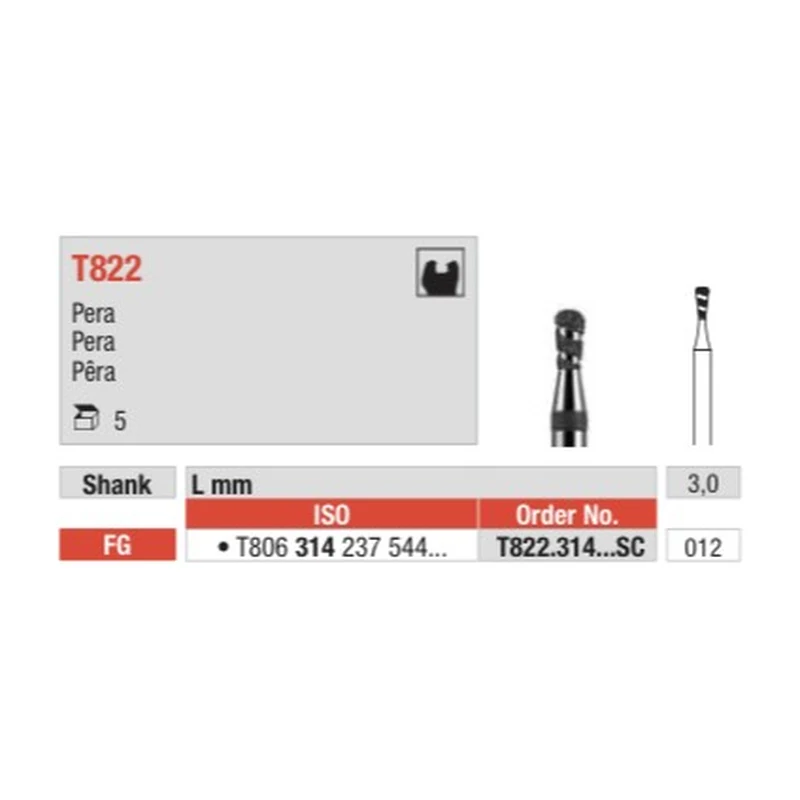 T822
Pera
Pera
Pêra
5
Shank L mm 3,0
ISO Order No.
FG • T806 314 237 544... T822.314...SC 012